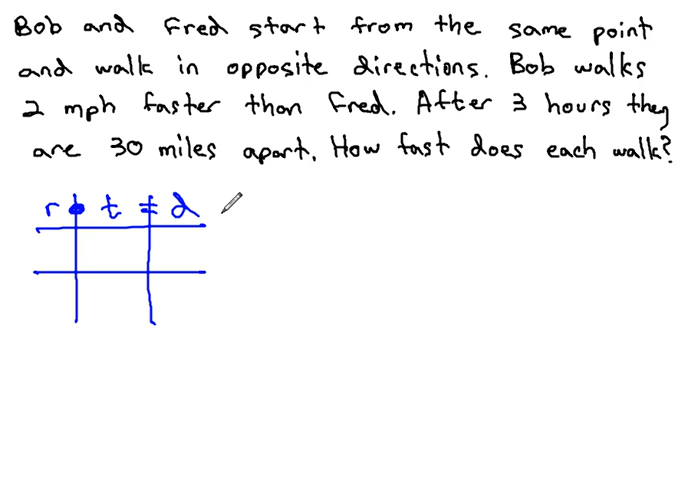 Bob and Fred start from the same point
and walk in opposite directions. Bob walks
2 mph faster than Fred. After 3 hours they
are 30 miles apart. How fast does each walk?
r • t = d